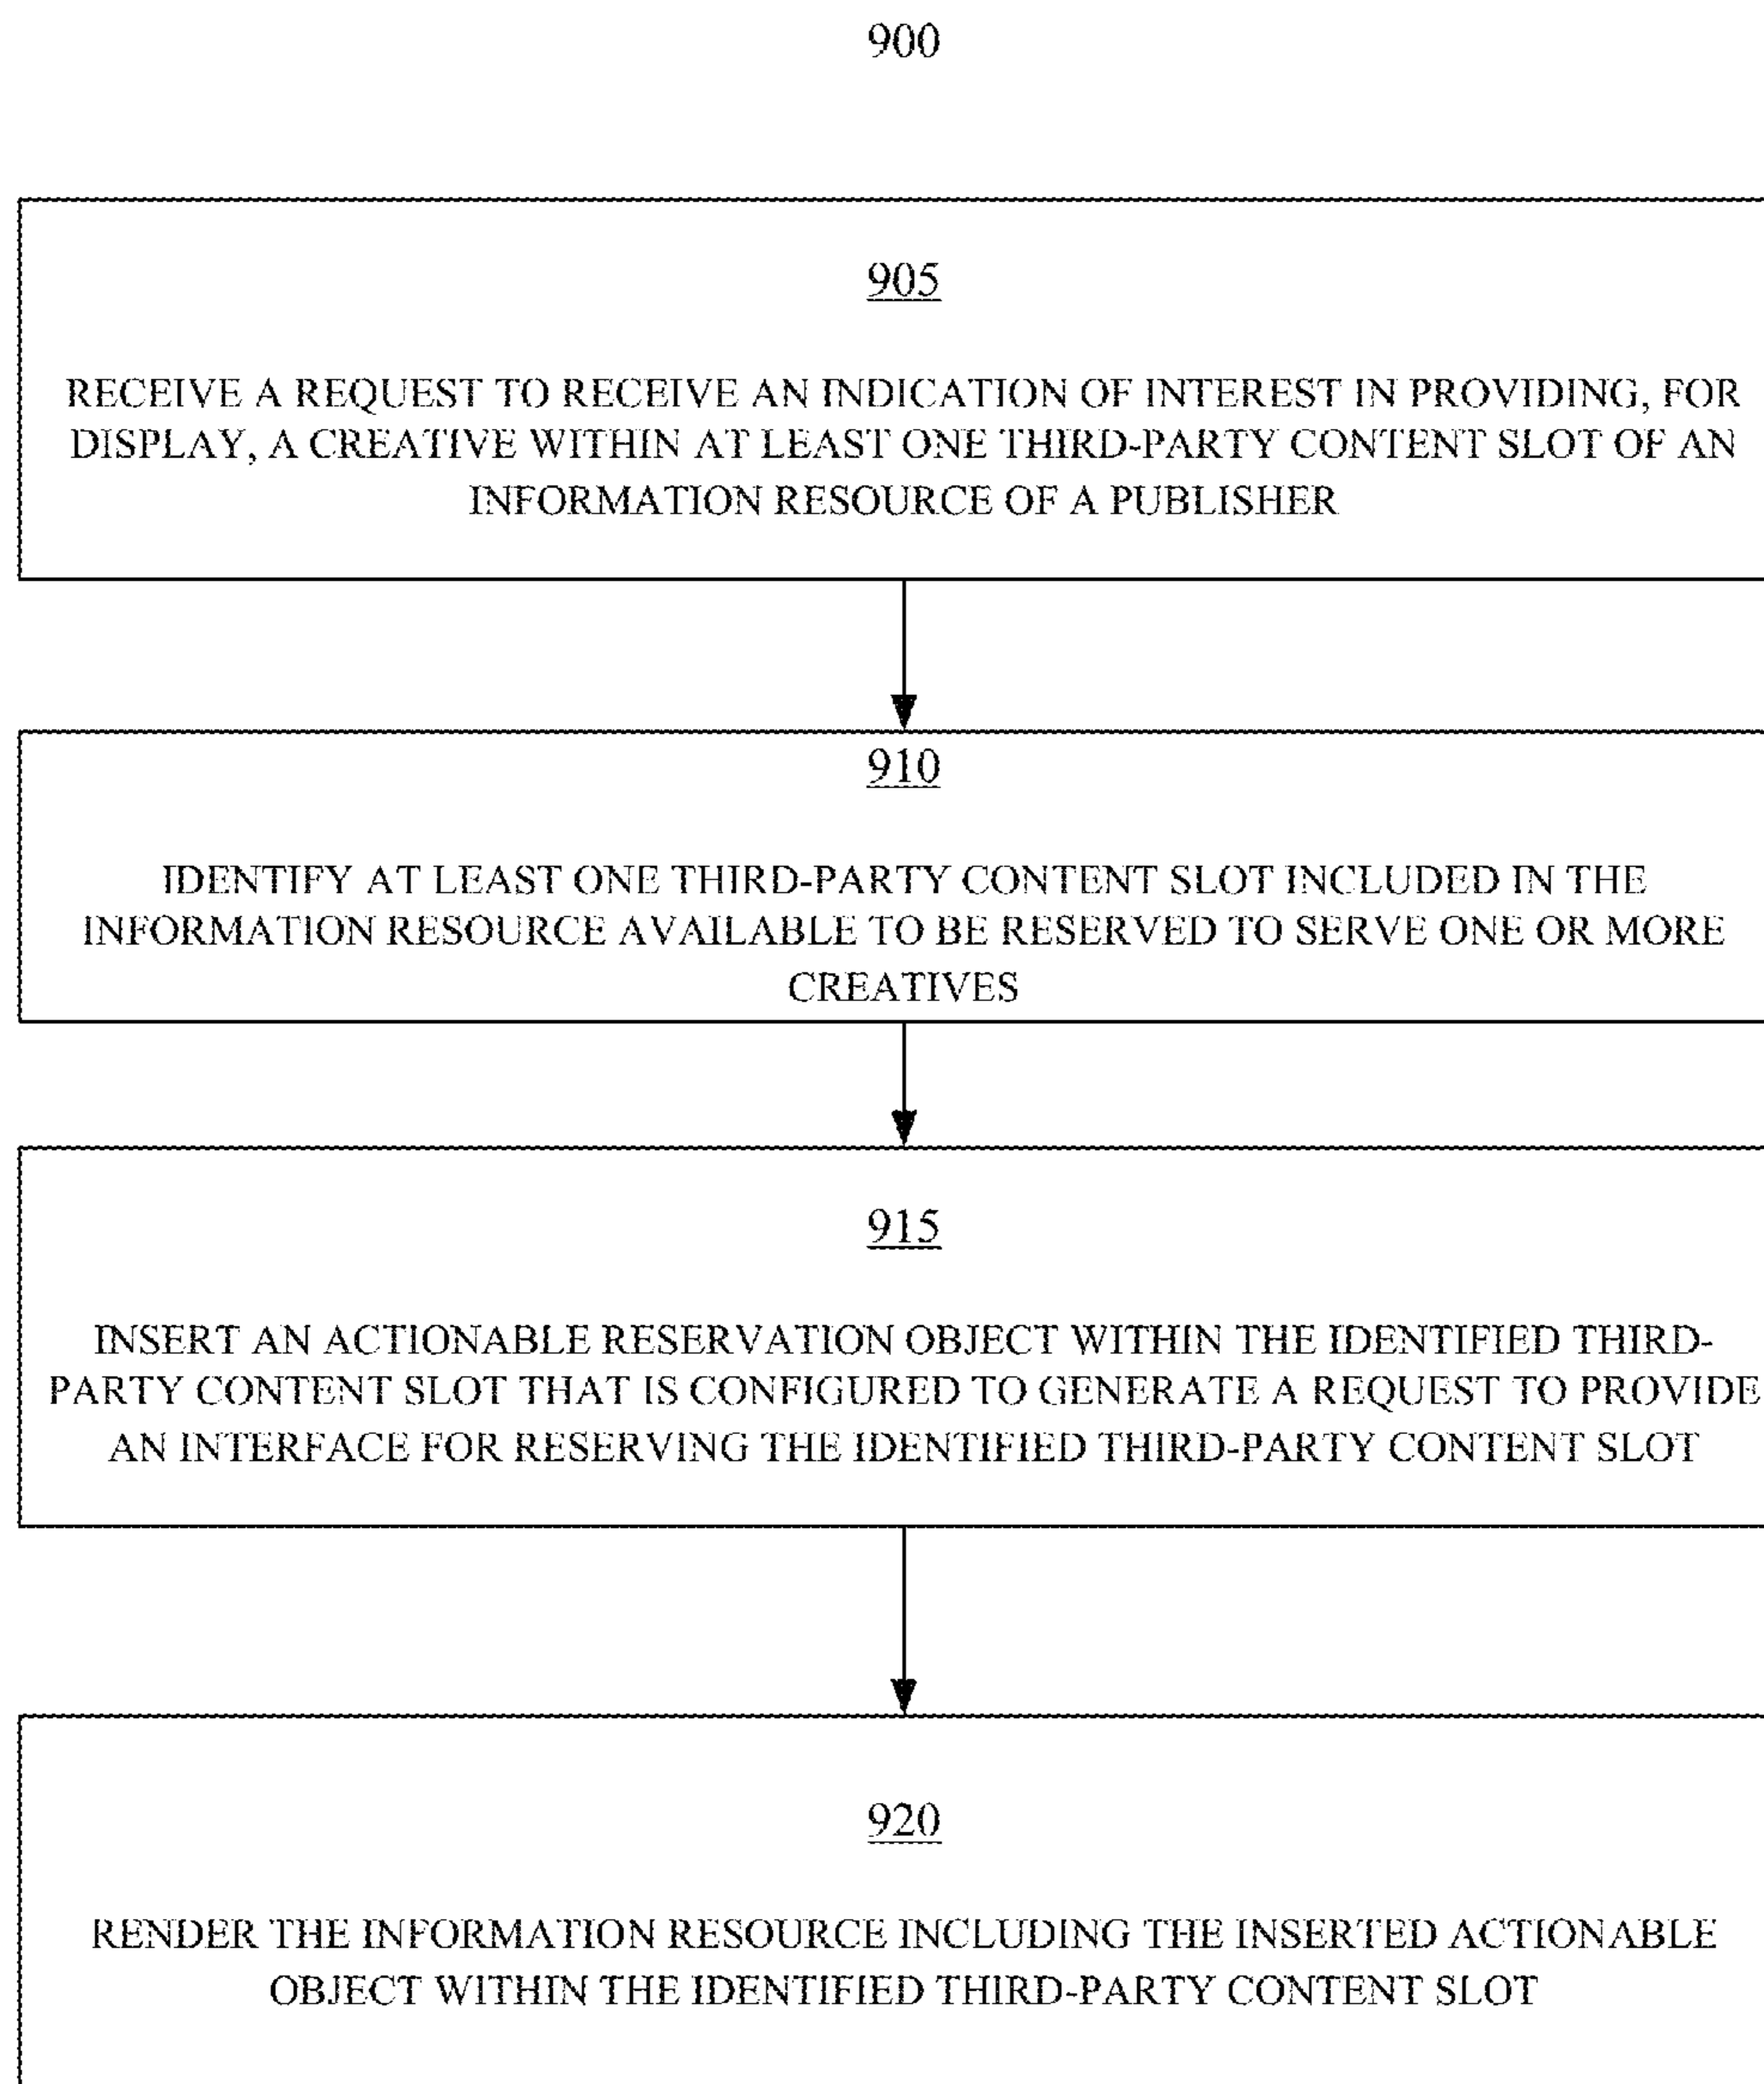 900
905
RECEIVE A REQUEST TO RECEIVE AN INDICATION OF INTEREST IN PROVIDING, FOR
DISPLAY, A CREATIVE WITHIN AT LEAST ONE THIRD-PARTY CONTENT SLOT OF AN
INFORMATION RESOURCE OF A PUBLISHER
910
IDENTIFY AT LEAST ONE THIRD-PARTY CONTENT SLOT INCLUDED IN THE
INFORMATION RESOURCE AVAILABLE TO BE RESERVED TO SERVE ONE OR MORE
CREATIVES
915
INSERT AN ACTIONABLE RESERVATION OBJECT WITHIN THE IDENTIFIED THIRD-
PARTY CONTENT SLOT THAT IS CONFIGURED TO GENERATE A REQUEST TO PROVIDE
AN INTERFACE FOR RESERVING THE IDENTIFIED THIRD-PARTY CONTENT SLOT
920
RENDER THE INFORMATION RESOURCE INCLUDING THE INSERTED ACTIONABLE
OBJECT WITHIN THE IDENTIFIED THIRD-PARTY CONTENT SLOT